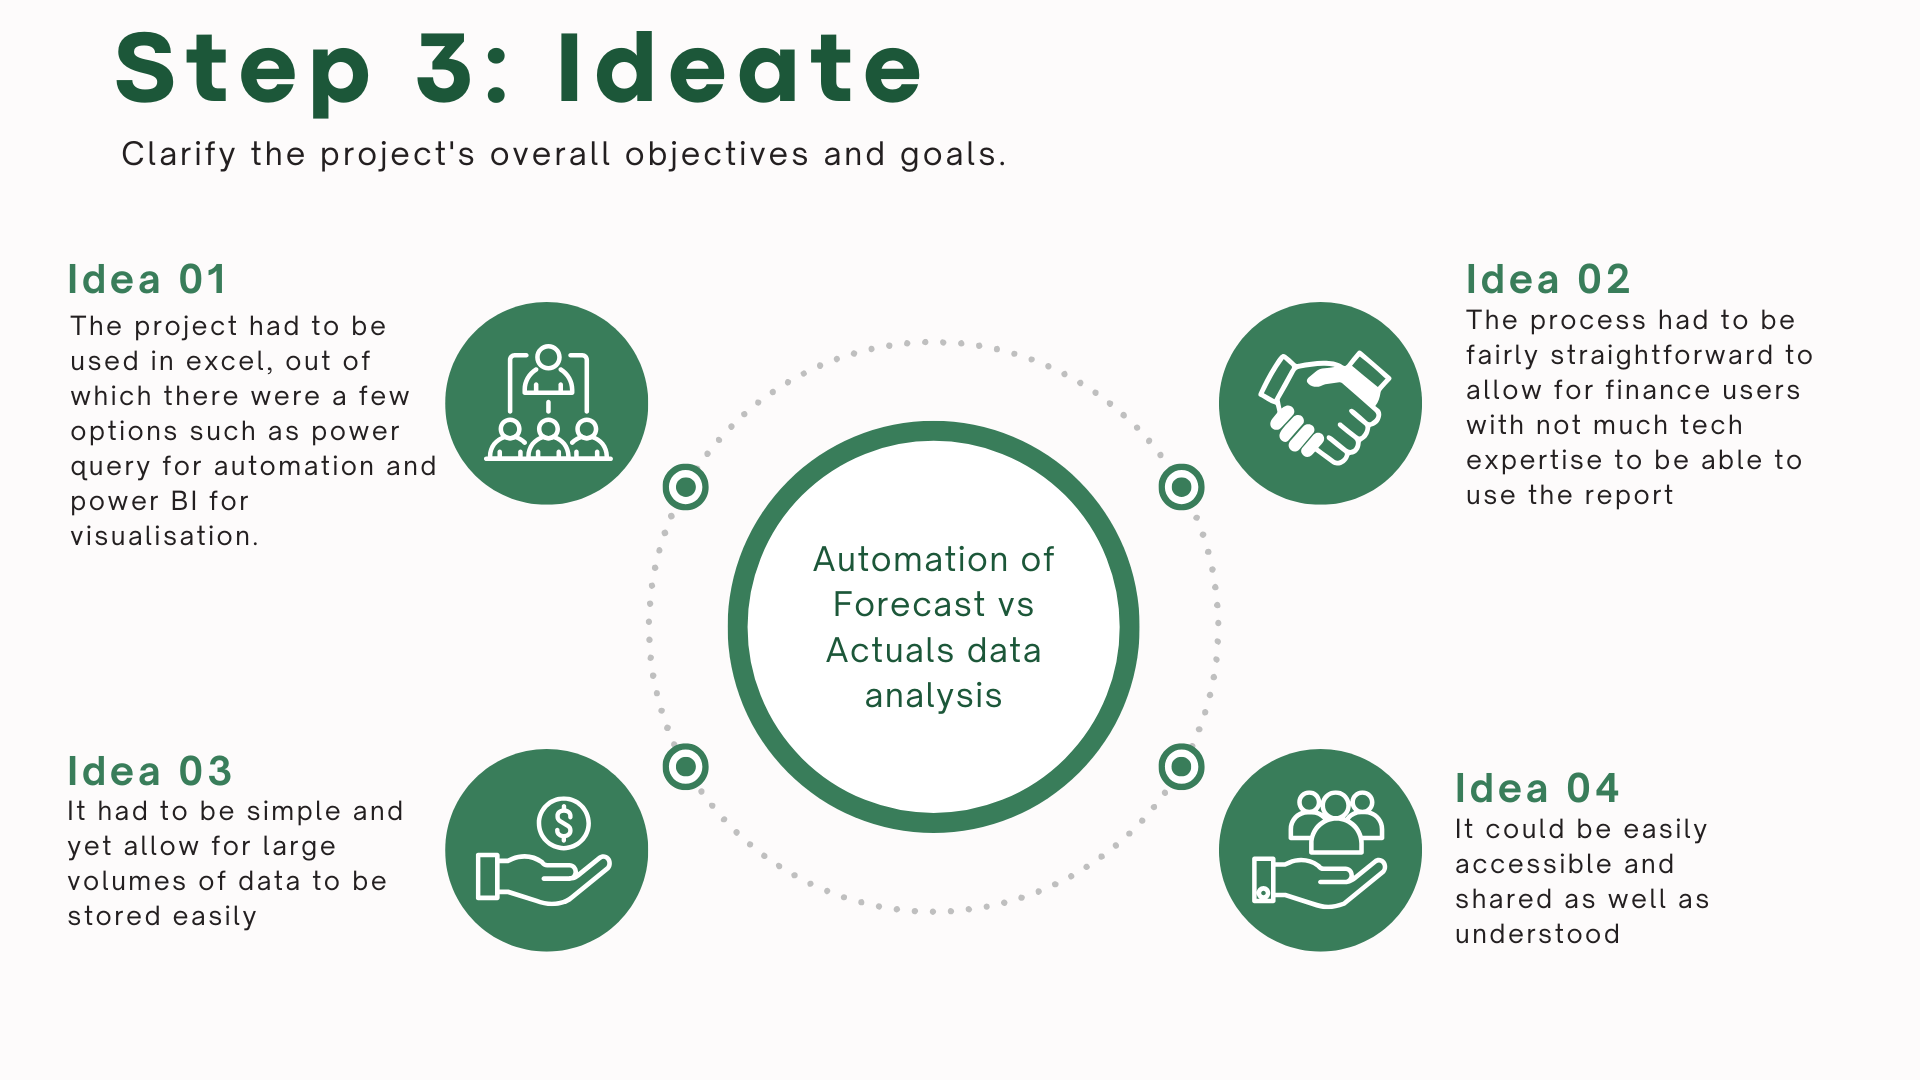 Step 3: Ideate
Clarify the project's overall objectives and goals.
Idea 01
The project had to be
used in excel, out of
which there were a few
options such as power
query for automation and
power BI for
visualisation.
Idea 02
The process had to be
fairly straightforward to
allow for finance users
with not much tech
expertise to be able to
use the report
Automation of
Forecast vs
Actuals data
analysis
Idea 03
It had to be simple and
yet allow for large
volumes of data to be
stored easily
$
Idea 04
It could be easily
accessible and
shared as well as
understood